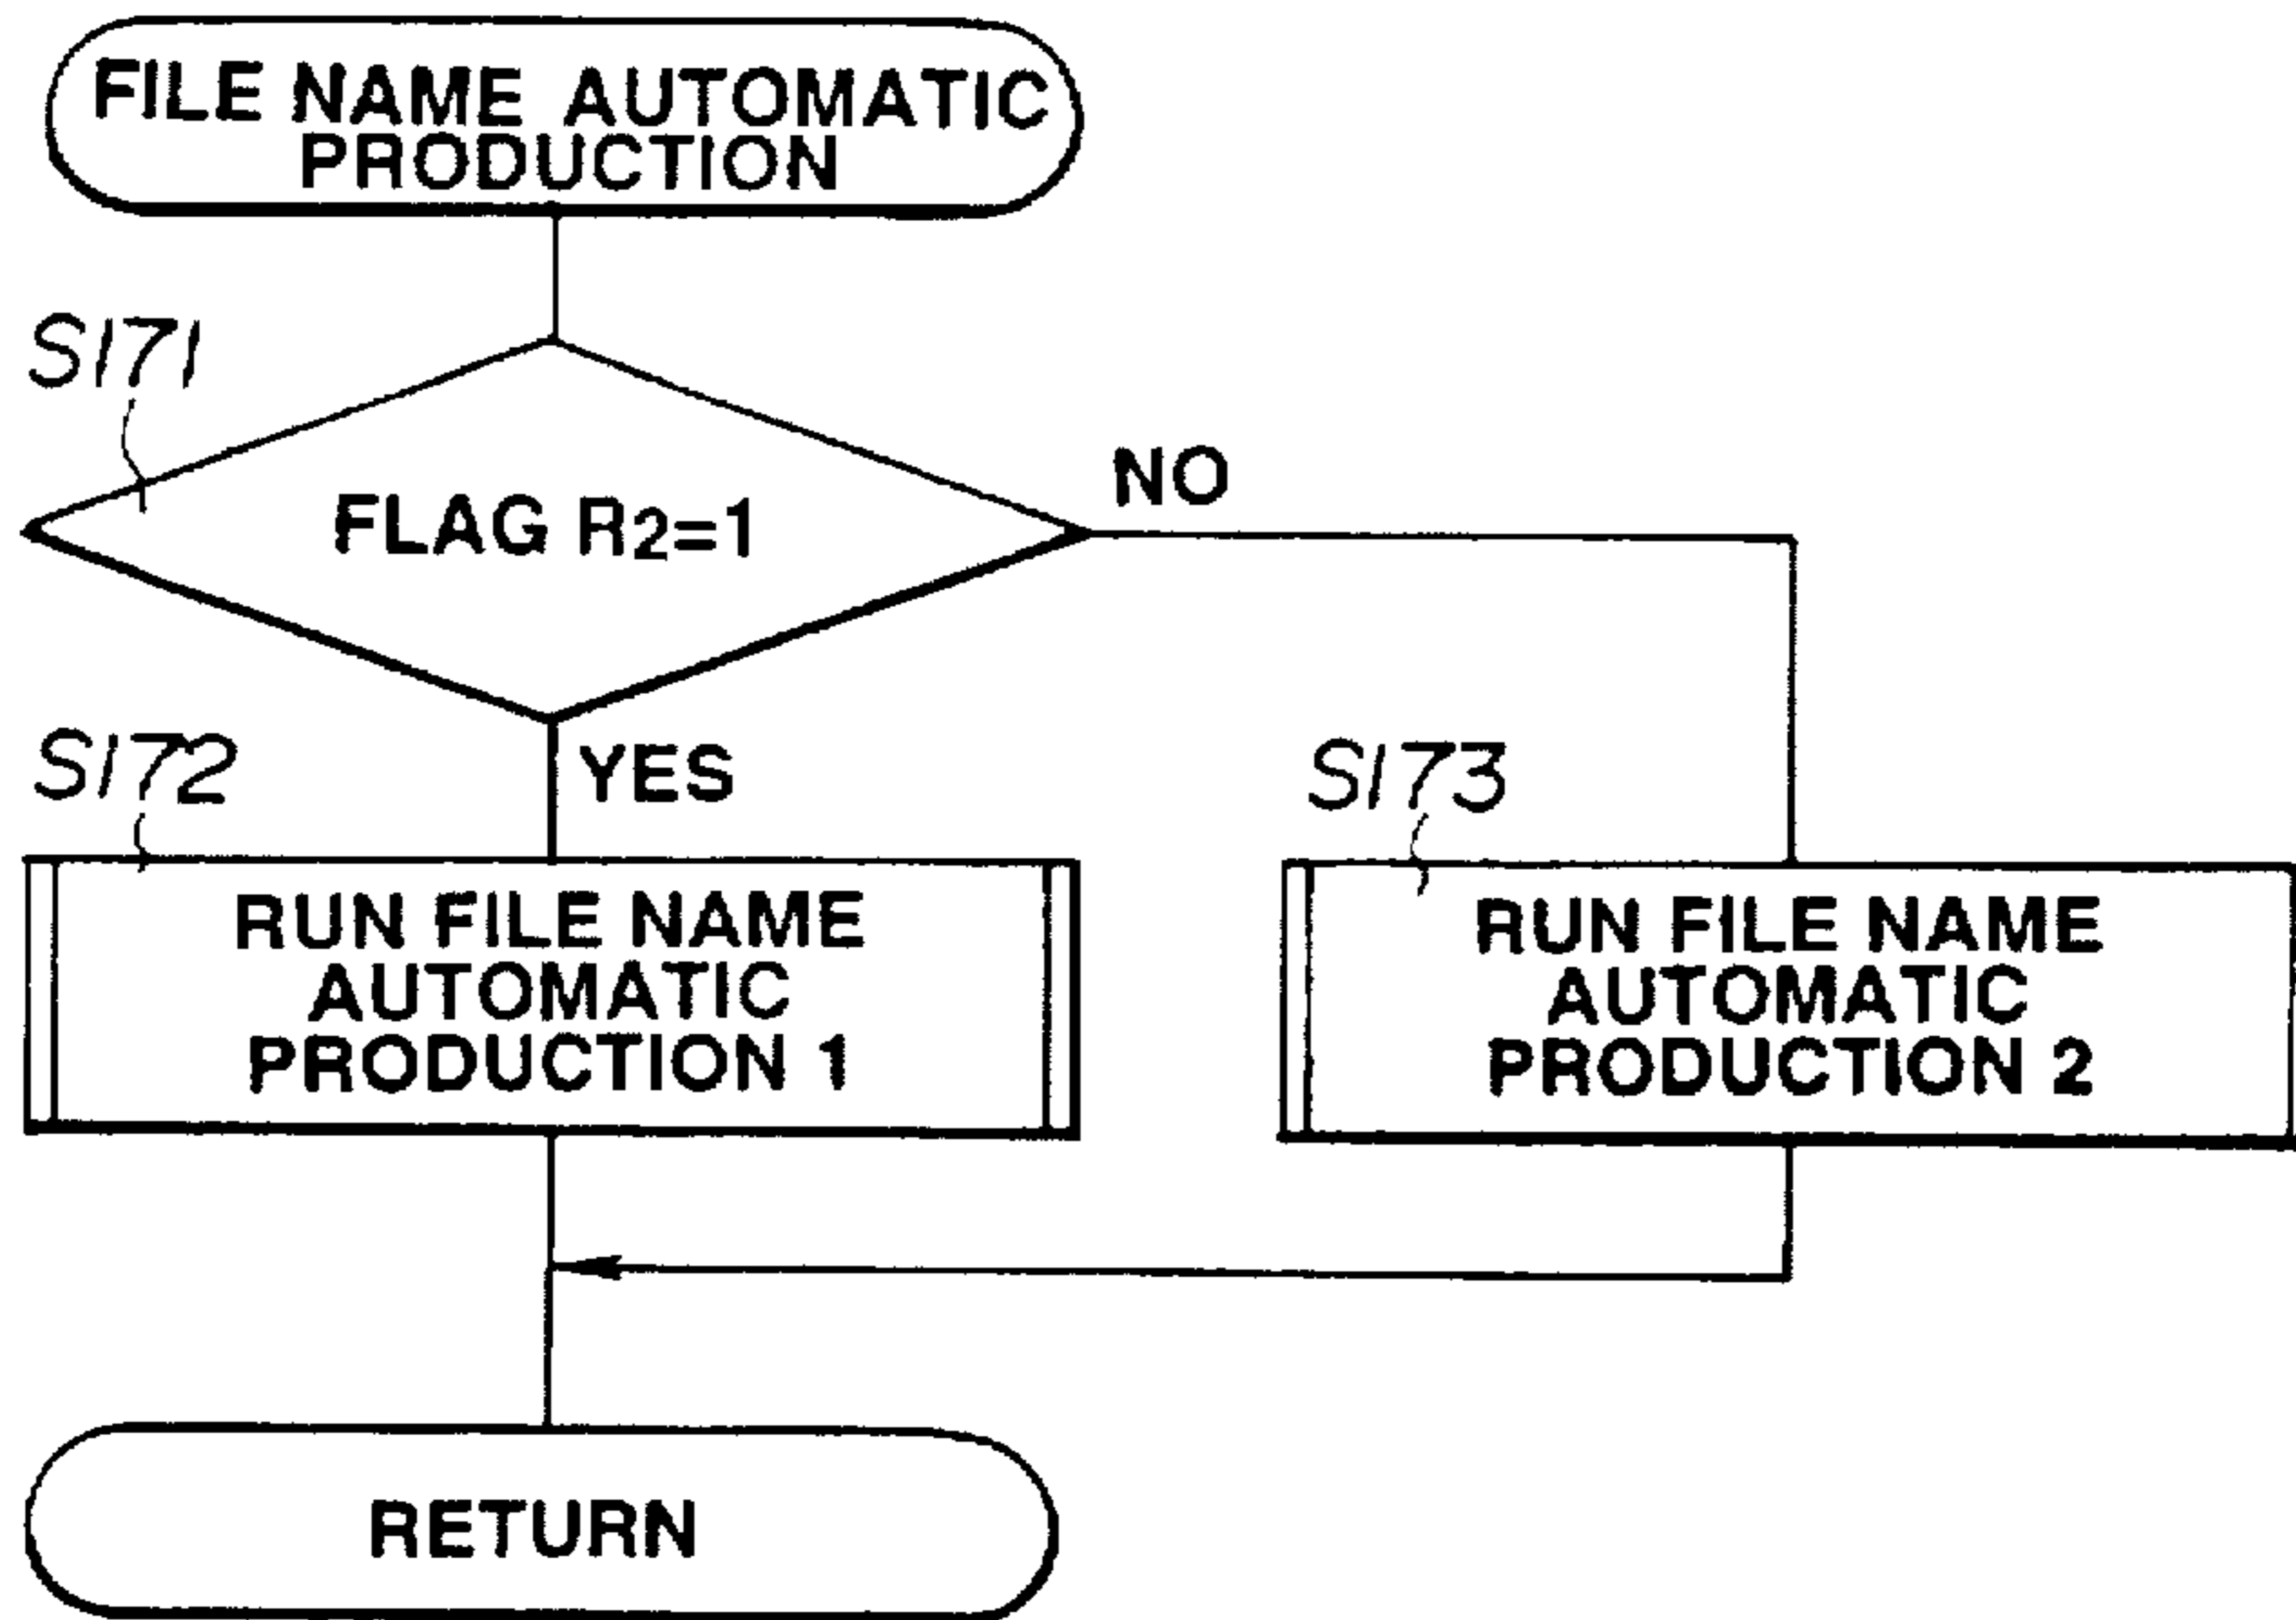 FILE NAME AUTOMATIC
PRODUCTION
S171
FLAG R2=1
NO
YES
S172
RUN FILE NAME
AUTOMATIC
PRODUCTION 1
S173
RUN FILE NAME
AUTOMATIC
PRODUCTION 2
RETURN